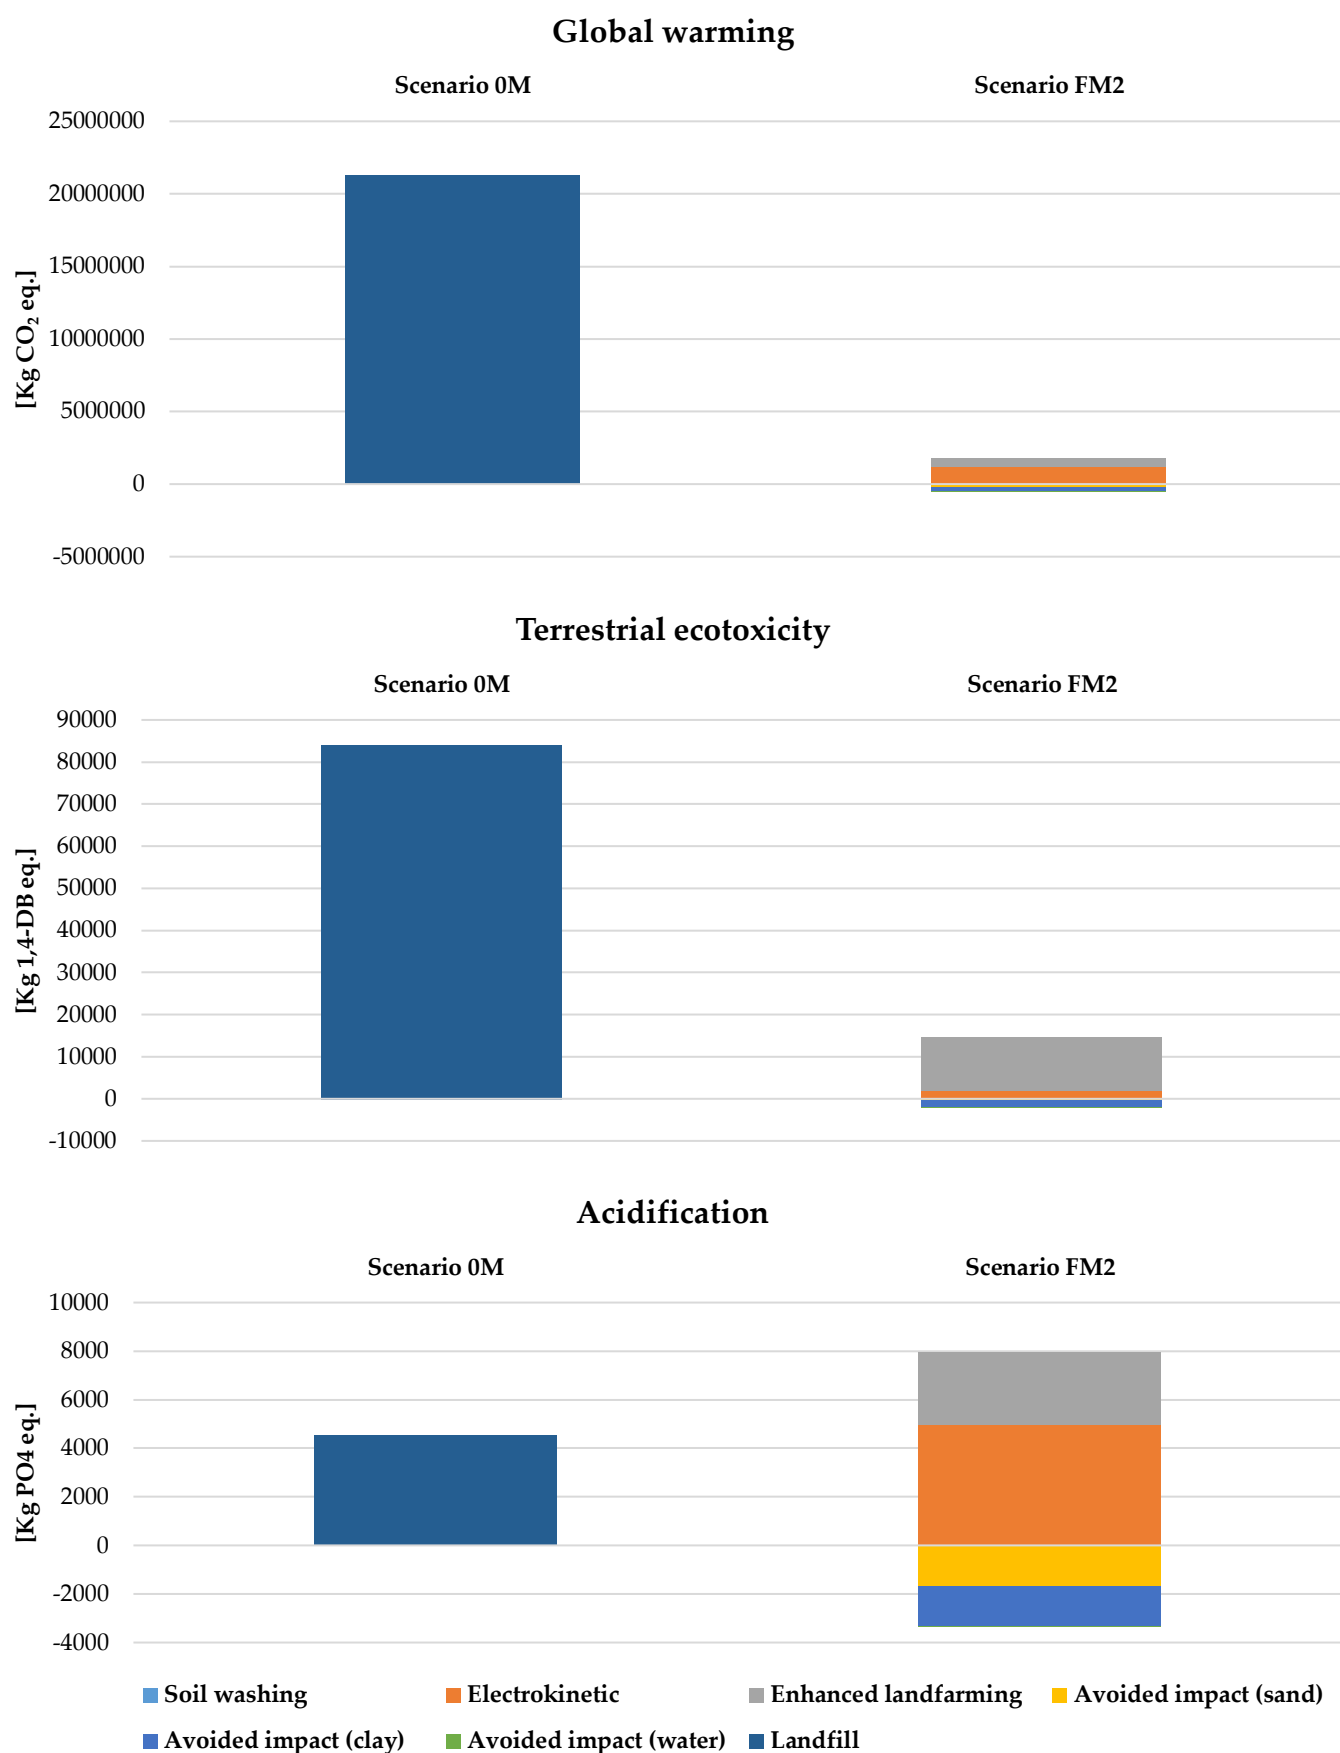 Global warming
Scenario 0M Scenario FM2
25000000
20000000
15000000
10000000
5000000
0
-5000000
[Kg CO₂ eq.]
Terrestrial ecotoxicity
Scenario 0M Scenario FM2
90000
80000
70000
60000
50000
40000
30000
20000
10000
0
-10000
[Kg 1,4-DB eq.]
Acidification
Scenario 0M Scenario FM2
10000
8000
6000
4000
2000
0
-2000
-4000
[Kg PO4 eq.]
Soil washing Electrokinetic Enhanced landfarming Avoided impact (sand)
Avoided impact (clay) Avoided impact (water) Landfill